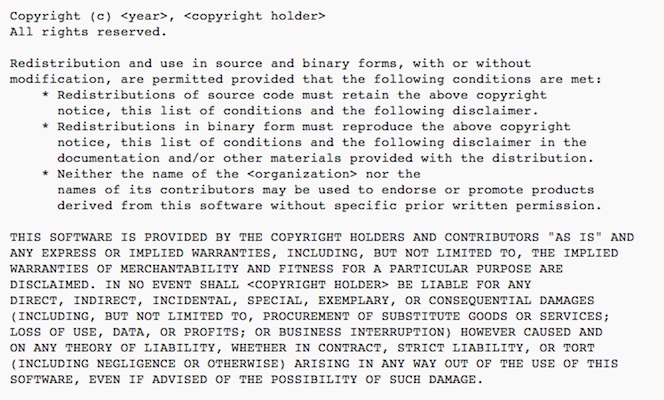 Copyright (c) <year>, <copyright holder>
All rights reserved.

Redistribution and use in source and binary forms, with or without
modification, are permitted provided that the following conditions are met:
    * Redistributions of source code must retain the above copyright
      notice, this list of conditions and the following disclaimer.
    * Redistributions in binary form must reproduce the above copyright
      notice, this list of conditions and the following disclaimer in the
      documentation and/or other materials provided with the distribution.
    * Neither the name of the <organization> nor the
      names of its contributors may be used to endorse or promote products
      derived from this software without specific prior written permission.

THIS SOFTWARE IS PROVIDED BY THE COPYRIGHT HOLDERS AND CONTRIBUTORS "AS IS" AND
ANY EXPRESS OR IMPLIED WARRANTIES, INCLUDING, BUT NOT LIMITED TO, THE IMPLIED
WARRANTIES OF MERCHANTABILITY AND FITNESS FOR A PARTICULAR PURPOSE ARE
DISCLAIMED. IN NO EVENT SHALL <COPYRIGHT HOLDER> BE LIABLE FOR ANY
DIRECT, INDIRECT, INCIDENTAL, SPECIAL, EXEMPLARY, OR CONSEQUENTIAL DAMAGES
(INCLUDING, BUT NOT LIMITED TO, PROCUREMENT OF SUBSTITUTE GOODS OR SERVICES;
LOSS OF USE, DATA, OR PROFITS; OR BUSINESS INTERRUPTION) HOWEVER CAUSED AND
ON ANY THEORY OF LIABILITY, WHETHER IN CONTRACT, STRICT LIABILITY, OR TORT
(INCLUDING NEGLIGENCE OR OTHERWISE) ARISING IN ANY WAY OUT OF THE USE OF THIS
SOFTWARE, EVEN IF ADVISED OF THE POSSIBILITY OF SUCH DAMAGE.